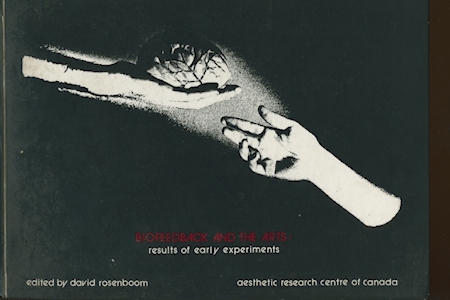 BIOFEEDBACK AND THE ARTS
results of early experiments
edited by david rosenboom
aesthetic research centre of canada